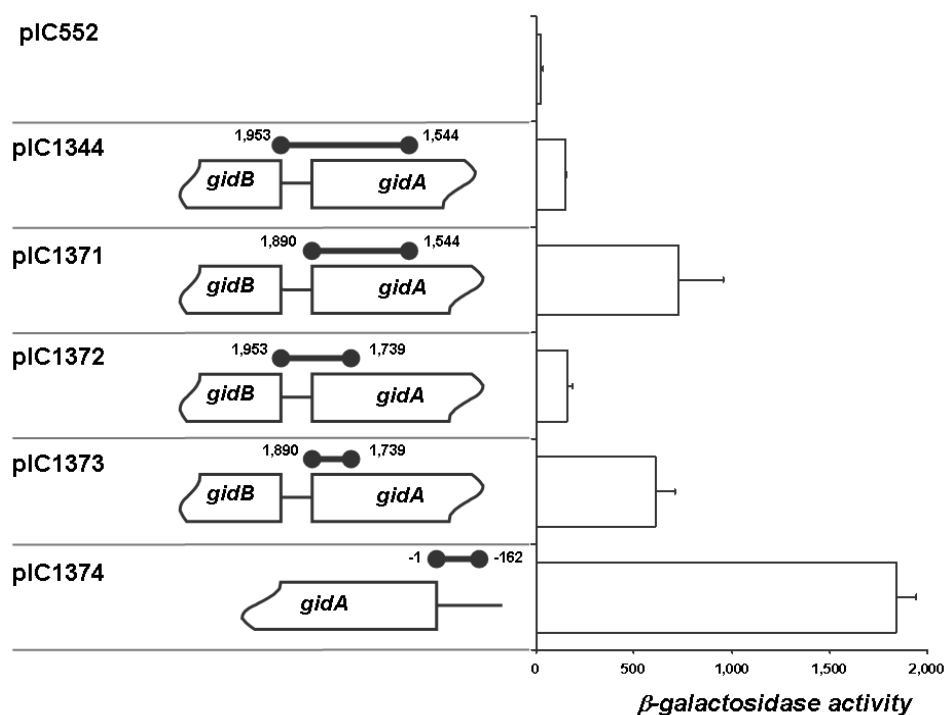 pIC552
1,953 1,544
pIC1344
gidB gidA
1,890 1,544
pIC1371
gidB gidA
1,953 1,739
pIC1372
gidB gidA
1,890 1,739
pIC1373
gidB gidA
-1 -162
pIC1374
gidA
0 500 1,000 1,500 2,000
β-galactosidase activity